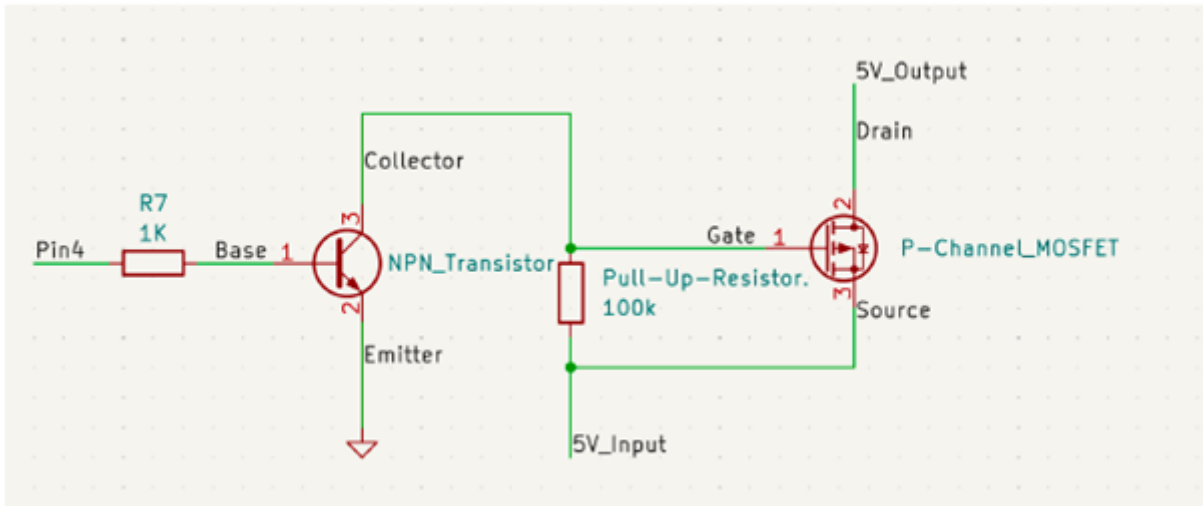 5V_Output
Drain
Collector
R7
1K
Pin4
Base
1
3
2
NPN_Transistor
Emitter
Gate
1
2
3
P-Channel_MOSFET
Pull-Up-Resistor.
100k
Source
5V_Input